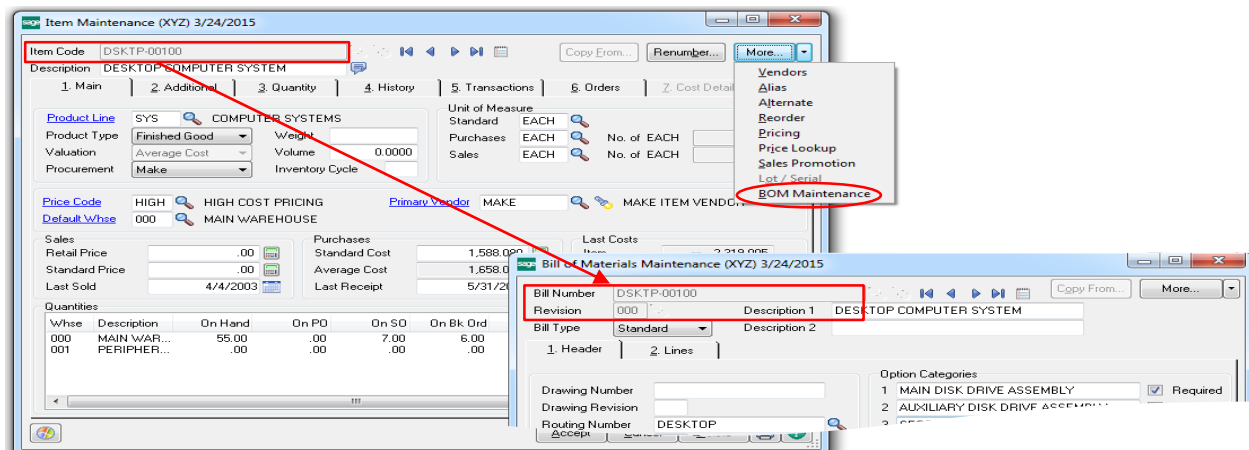 sage Item Maintenance (XYZ) 3/24/2015
Item Code DSKTP-00100 Copy From... Renumber... More...
Description DESKTOP COMPUTER SYSTEM
1. Main 2. Additional 3. Quantity 4. History 5. Transactions 6. Orders 7. Cost Detail
Vendors
Alias
Alternate
Reorder
Pricing
Price Lookup
Sales Promotion
Lot / Serial
BOM Maintenance
Product Line SYS COMPUTER SYSTEMS
Product Type Finished Good Weight
Valuation Average Cost Volume 0.0000
Procurement Make Inventory Cycle
Unit of Measure
Standard EACH
Purchases EACH No. of EACH
Sales EACH No. of EACH
Price Code HIGH HIGH COST PRICING Primary Vendor MAKE MAKE ITEM VENDOR
Default Whse 000 MAIN WAREHOUSE
Sales
Retail Price .00
Standard Price .00
Last Sold 4/4/2003
Purchases
Standard Cost 1,588.080
Average Cost 1,658.0
Last Receipt 5/31/20
Last Costs
Quantities
Whse Description On Hand On PO On SO On Bk Ord
000 MAIN WAR... 55.00 .00 7.00 6.00
001 PERIPHER... .00 .00 .00 .00
Accept
sage Bill of Materials Maintenance (XYZ) 3/24/2015
Bill Number DSKTP-00100 Copy From... More...
Revision 000 Description 1 DESKTOP COMPUTER SYSTEM
Bill Type Standard Description 2
1. Header 2. Lines
Drawing Number
Drawing Revision
Routing Number DESKTOP
Option Categories
1 MAIN DISK DRIVE ASSEMBLY Required
2 AUXILIARY DISK DRIVE ASSEMBLY
3